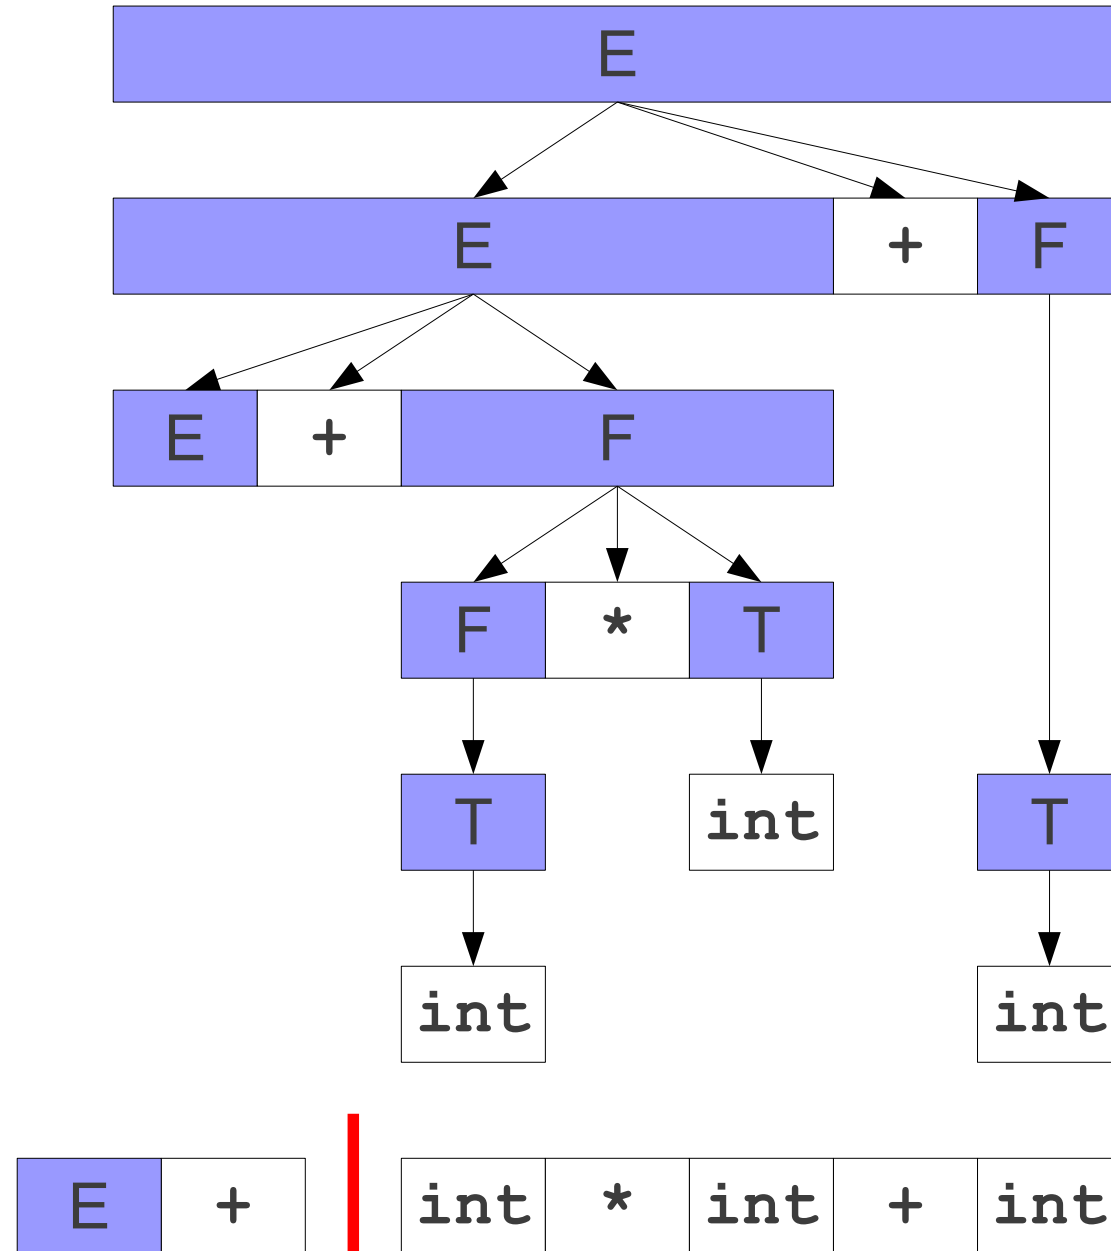 E
E + F
E + F
F * T
T int T
int int
E + int * int + int